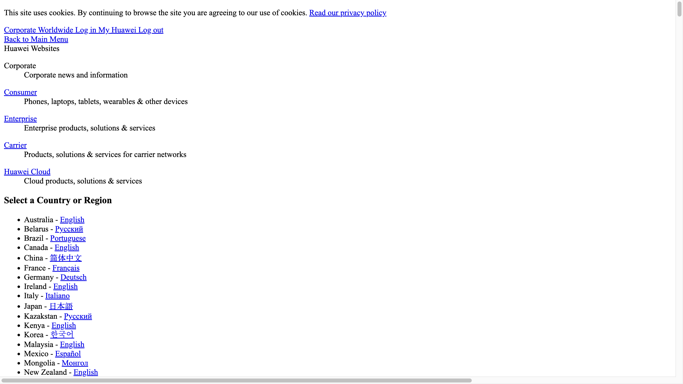 This site uses cookies. By continuing to browse the site you are agreeing to our use of cookies. Read our privacy policy
Corporate Worldwide Log in My Huawei Log out
Back to Main Menu
Huawei Websites
Corporate
Corporate news and information
Consumer
Phones, laptops, tablets, wearables & other devices
Enterprise
Enterprise products, solutions & services
Carrier
Products, solutions & services for carrier networks
Huawei Cloud
Cloud products, solutions & services
Select a Country or Region
Australia - English
Belarus - Русский
Brazil - Portuguese
Canada - English
China - 简体中文
France - Français
Germany - Deutsch
Ireland - English
Italy - Italiano
Japan - 日本語
Kazakstan - Русский
Kenya - English
Korea - 한국어
Malaysia - English
Mexico - Español
Mongolia - Монгол
New Zealand - English